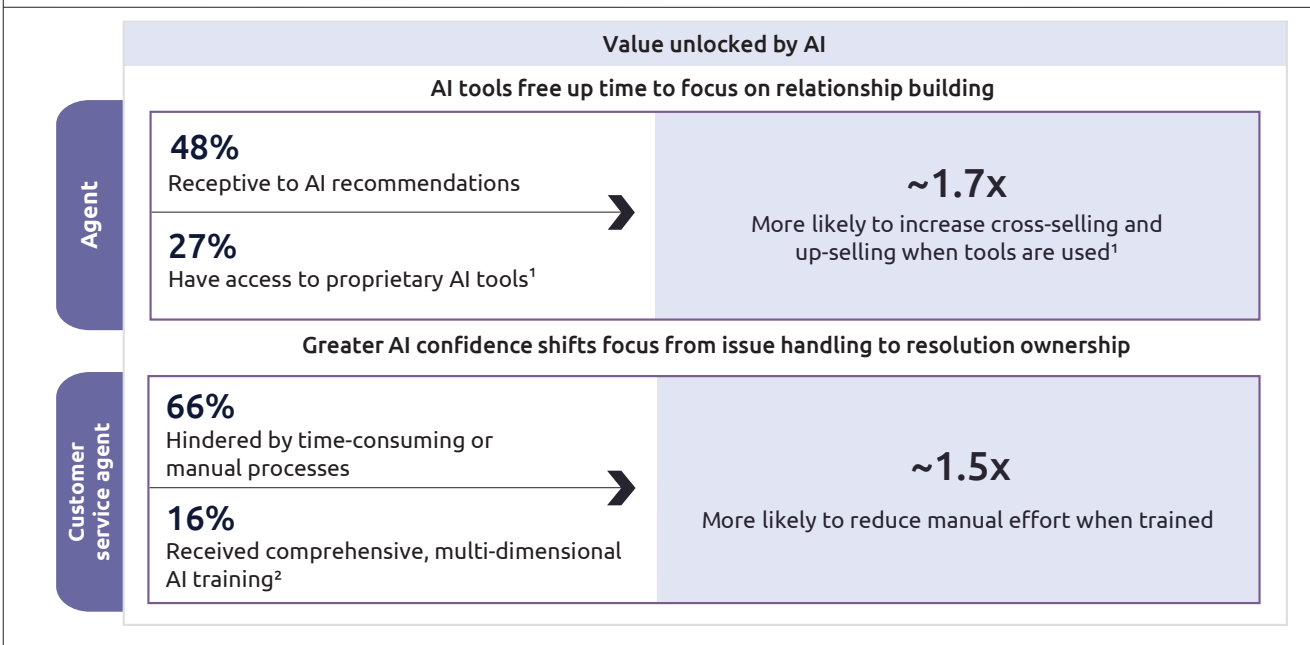 Value unlocked by AI
AI tools free up time to focus on relationship building
Agent
48%
Receptive to AI recommendations
27%
Have access to proprietary AI tools¹
~1.7x
More likely to increase cross-selling and
up-selling when tools are used¹
Greater AI confidence shifts focus from issue handling to resolution ownership
Customer
service agent
66%
Hindered by time-consuming or
manual processes
16%
Received comprehensive, multi-dimensional
AI training²
~1.5x
More likely to reduce manual effort when trained